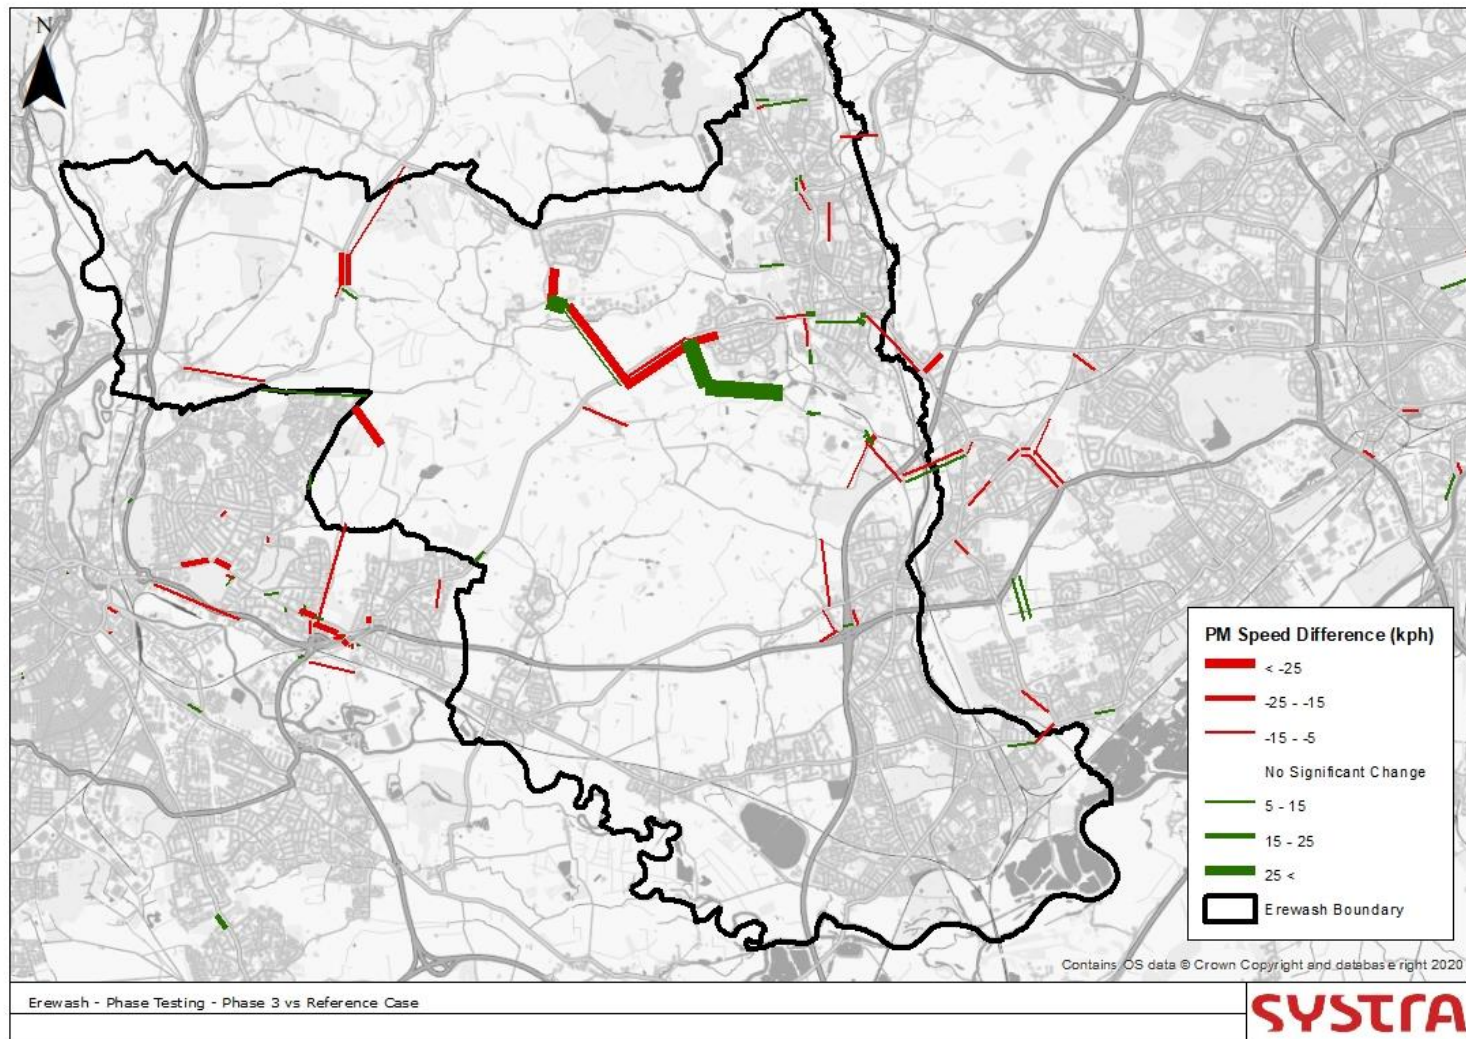 N
PM Speed Difference (kph)
< -25
-25 - -15
-15 - -5
No Significant Change
5 - 15
15 - 25
25 <
Erewash Boundary
Contains OS data © Crown Copyright and database right 2020
Erewash - Phase Testing - Phase 3 vs Reference Case
SYSTRA